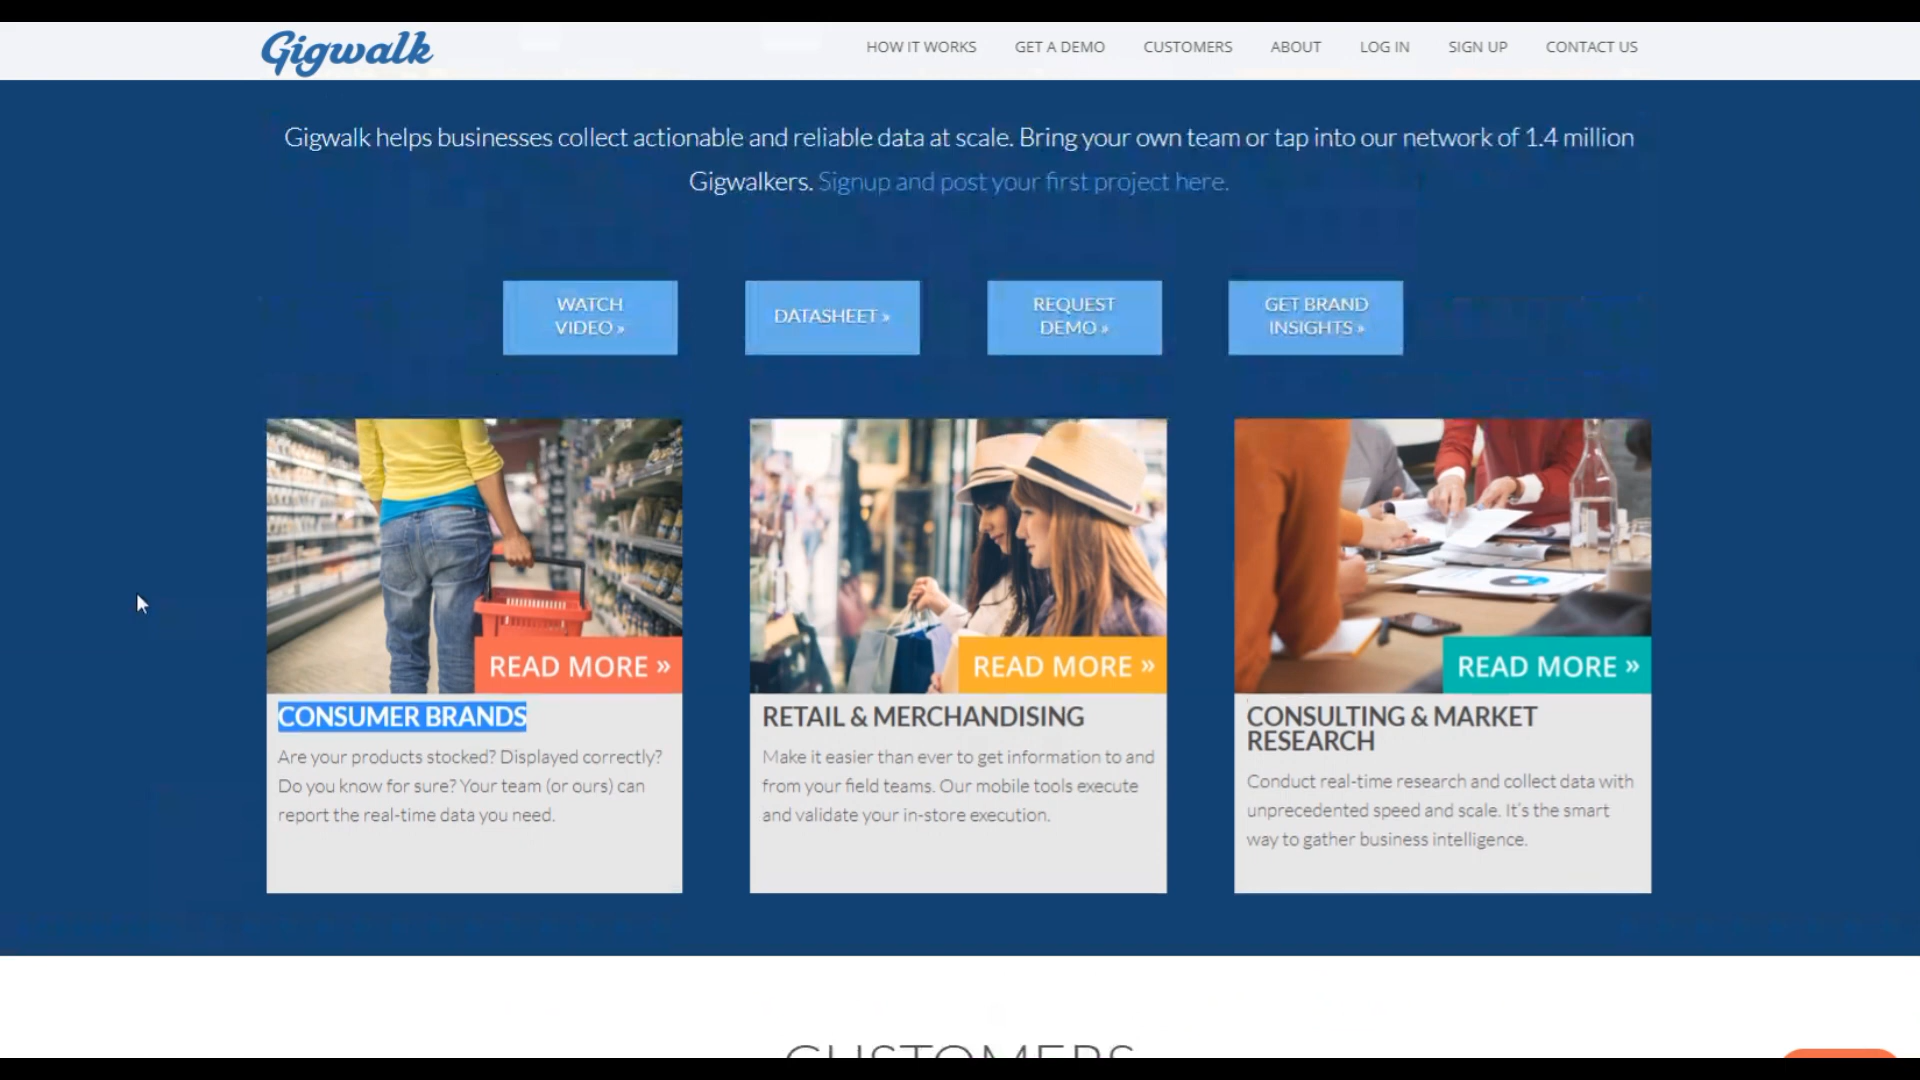 Gigwalk
HOW IT WORKS
GET A DEMO
CUSTOMERS
ABOUT
LOG IN
SIGN UP
CONTACT US
Gigwalk helps businesses collect actionable and reliable data at scale. Bring your own team or tap into our network of 1.4 million
Gigwalkers. Signup and post your first project here.
WATCH
VIDEO »
DATASHEET »
REQUEST
DEMO »
GET BRAND
INSIGHTS »
READ MORE »
CONSUMER BRANDS
Are your products stocked? Displayed correctly?
Do you know for sure? Your team (or ours) can
report the real-time data you need.
READ MORE »
RETAIL & MERCHANDISING
Make it easier than ever to get information to and
from your field teams. Our mobile tools execute
and validate your in-store execution.
READ MORE »
CONSULTING & MARKET
RESEARCH
Conduct real-time research and collect data with
unprecedented speed and scale. It's the smart
way to gather business intelligence.
CUSTOMERS